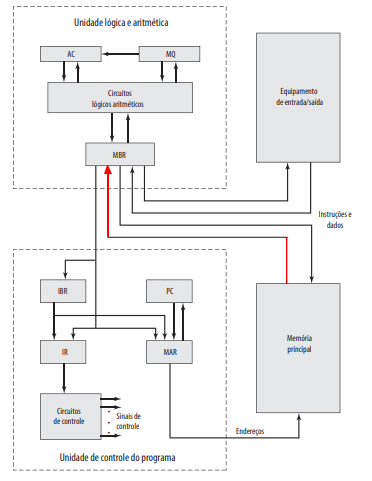 Unidade lógica e aritmética
AC
MQ
Circuitos
lógicos aritméticos
MBR
Equipamento
de entrada/saída
Instruções e
dados
IBR
PC
IR
MAR
Memória
principal
Circuitos
de controle
Sinais de
controle
Endereços
Unidade de controle do programa